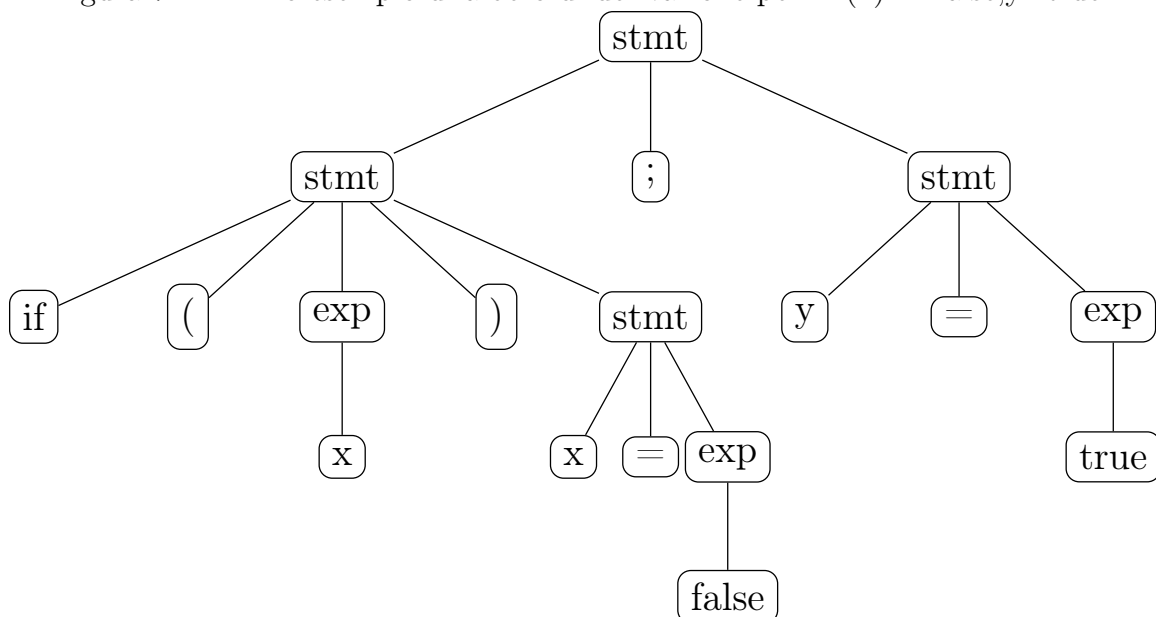 stmt
stmt ; stmt
if ( exp ) stmt y = exp
x x = exp true
false